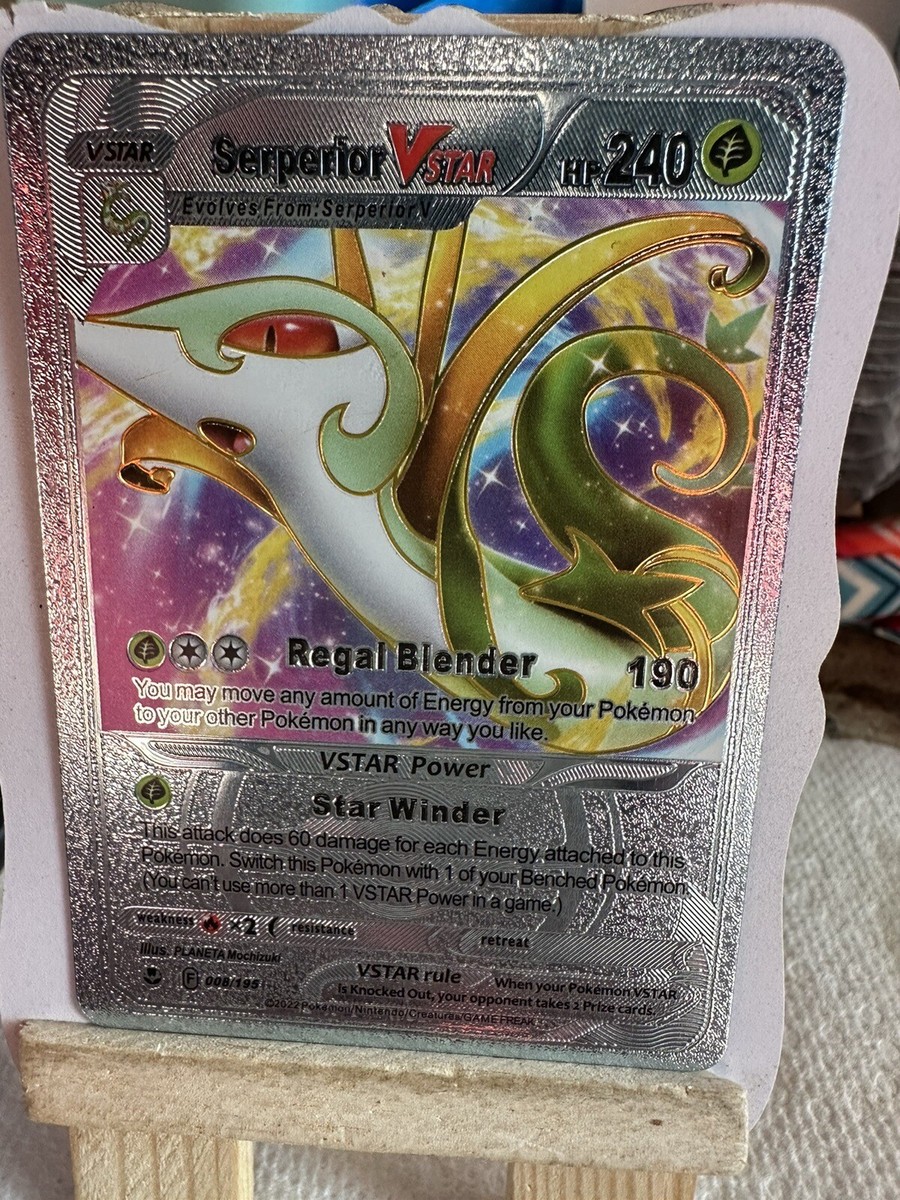 VSTAR
Serperior VSTAR
HP 240
Evolves From: Serperior V
Regal Blender 190
You may move any amount of Energy from your Pokémon
to your other Pokémon in any way you like.
VSTAR Power
Star Winder
This attack does 60 damage for each Energy attached to this
Pokémon. Switch this Pokémon with 1 of your Benched Pokémon.
(You can't use more than 1 VSTAR Power in a game.)
weakness ×2 resistance
retreat
Illus. PLANETA Mochizuki
VSTAR rule When your Pokémon VSTAR
is Knocked Out, your opponent takes 2 Prize cards.
F 008/195
©2022 Pokémon/Nintendo/Creatures/GAME FREAK